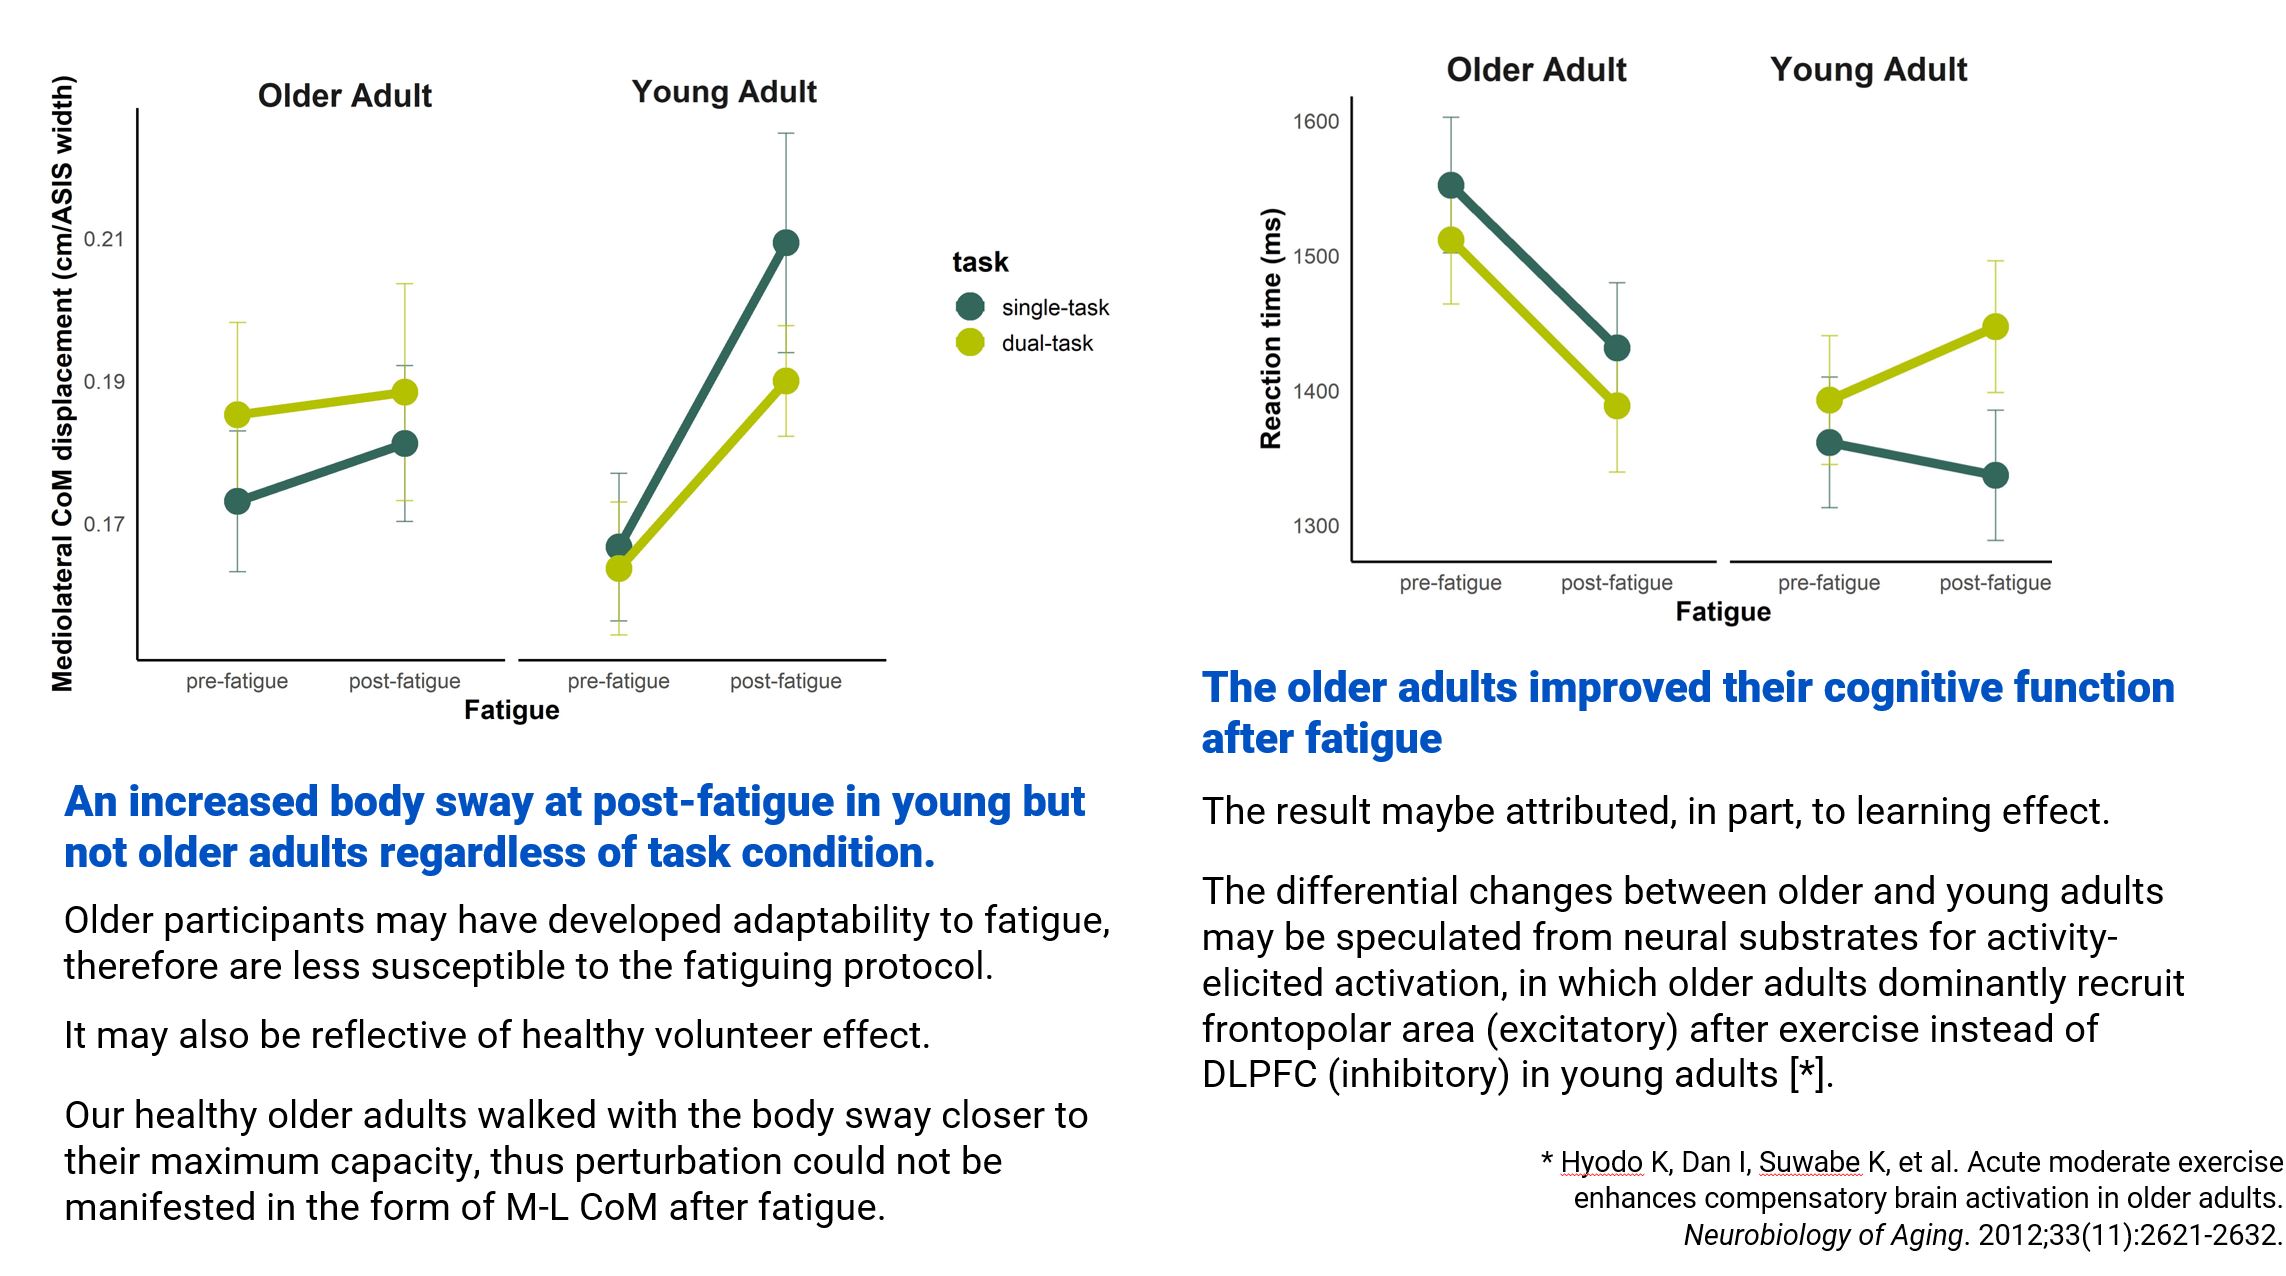 Older Adult
Young Adult
Mediolateral CoM displacement (cm/ASIS width)
0.21
0.19
0.17
pre-fatigue
post-fatigue
pre-fatigue
post-fatigue
Fatigue
task
single-task
dual-task
An increased body sway at post-fatigue in young but
not older adults regardless of task condition.
Older participants may have developed adaptability to fatigue,
therefore are less susceptible to the fatiguing protocol.
It may also be reflective of healthy volunteer effect.
Our healthy older adults walked with the body sway closer to
their maximum capacity, thus perturbation could not be
manifested in the form of M-L CoM after fatigue.
Older Adult
Young Adult
Reaction time (ms)
1600
1500
1400
1300
pre-fatigue
post-fatigue
pre-fatigue
post-fatigue
Fatigue
The older adults improved their cognitive function
after fatigue
The result maybe attributed, in part, to learning effect.
The differential changes between older and young adults
may be speculated from neural substrates for activity-
elicited activation, in which older adults dominantly recruit
frontopolar area (excitatory) after exercise instead of
DLPFC (inhibitory) in young adults [*].
* Hyodo K, Dan I, Suwabe K, et al. Acute moderate exercise
enhances compensatory brain activation in older adults.
Neurobiology of Aging. 2012;33(11):2621-2632.